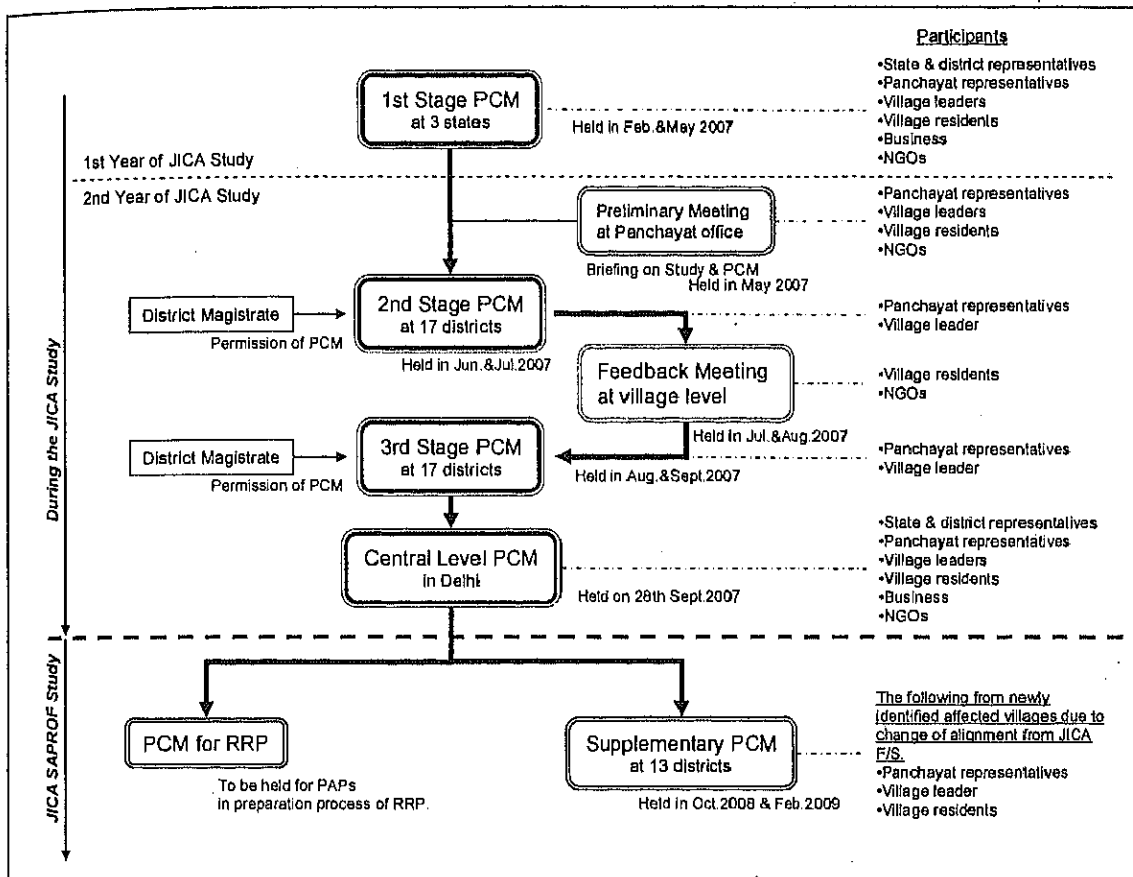 Participants
•State & district representatives
•Panchayat representatives
•Village leaders
•Village residents
•Business
•NGOs
1st Stage PCM
at 3 states
Held in Feb.&May 2007
1st Year of JICA Study
2nd Year of JICA Study
Preliminary Meeting
at Panchayat office
Briefing on Study & PCM
Held in May 2007
•Panchayat representatives
•Village leaders
•Village residents
•NGOs
District Magistrate
Permission of PCM
2nd Stage PCM
at 17 districts
Held in Jun.&Jul.2007
•Panchayat representatives
•Village leader
Feedback Meeting
at village level
Held in Jul.&Aug.2007
•Village residents
•NGOs
District Magistrate
Permission of PCM
3rd Stage PCM
at 17 districts
Held in Aug.&Sept.2007
•Panchayat representatives
•Village leader
Central Level PCM
in Delhi
Held on 28th Sept.2007
•State & district representatives
•Panchayat representatives
•Village leaders
•Village residents
•Business
•NGOs
During the JICA Study
JICA SAPROF Study
PCM for RRP
To be held for PAPs
in preparation process of RRP.
Supplementary PCM
at 13 districts
Held in Oct.2008 & Feb.2009
The following from newly
identified affected villages due to
change of alignment from JICA
F/S.
•Panchayat representatives
•Village leader
•Village residents